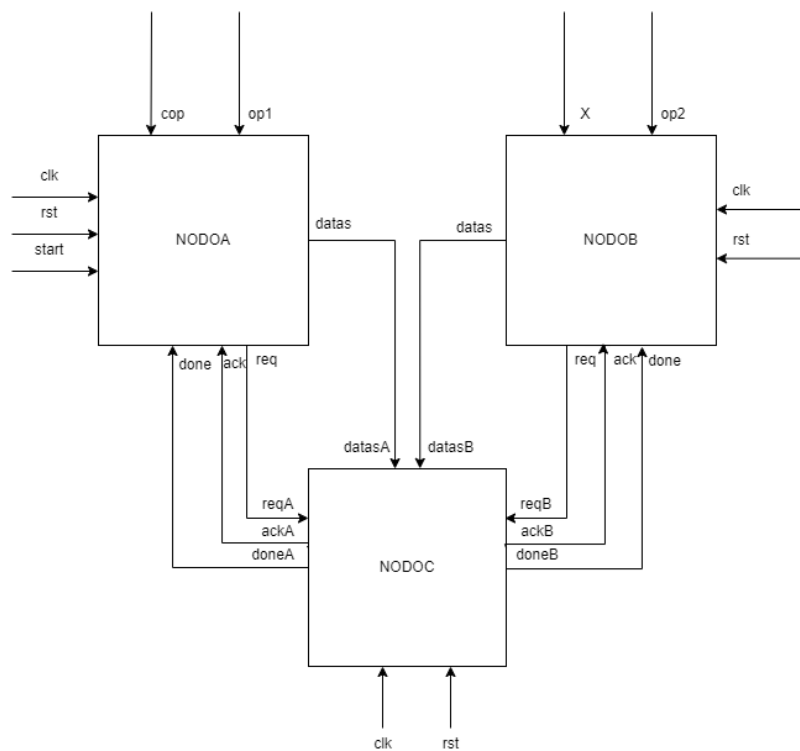 cop
op1
X
op2
clk
rst
start
NODOA
datas
datas
NODOB
clk
rst
done
ack
req
req
ack
done
datasA
datasB
reqA
ackA
doneA
reqB
ackB
doneB
NODOC
clk
rst